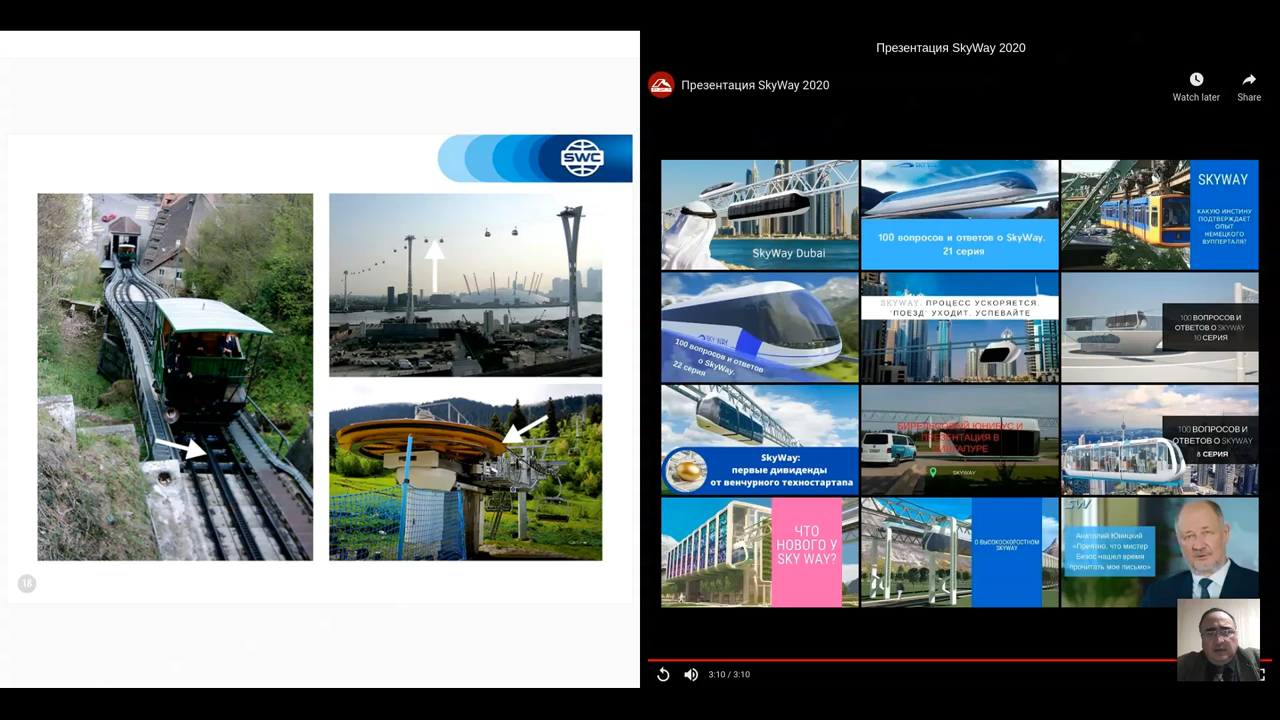 SWC
18
Презентация SkyWay 2020
Презентация SkyWay 2020
Watch later
Share
SkyWay Dubai
100 вопросов и ответов о SkyWay.
21 серия
SKYWAY
КАКУЮ ИНСТИНУ
ПОДТВЕРЖДАЕТ
ОПЫТ
НЕМЕЦКОГО
ВУППЕРТАЛЯ?
100 вопросов и ответов
о SkyWay.
22 серия
SKYWAY. ПРОЦЕСС УСКОРЯЕТСЯ.
"ПОЕЗД" УХОДИТ. УСПЕВАЙТЕ
100 ВОПРОСОВ И
ОТВЕТОВ О SKYWAY
10 СЕРИЯ
SkyWay:
первые дивиденды
от венчурного техностартапа
ПРЕЗЕНТАЦИЯ В
SKYWAY
100 ВОПРОСОВ И
ОТВЕТОВ О SKYWAY
8 СЕРИЯ
ЧТО
НОВОГО У
SKY WAY?
О ВЫСОКОСКОРОСТНОМ
SKYWAY
SW
Анатолий Юницкий
«Приятно, что мистер
Безос нашел время
прочитать мое письмо»
3:10 / 3:10